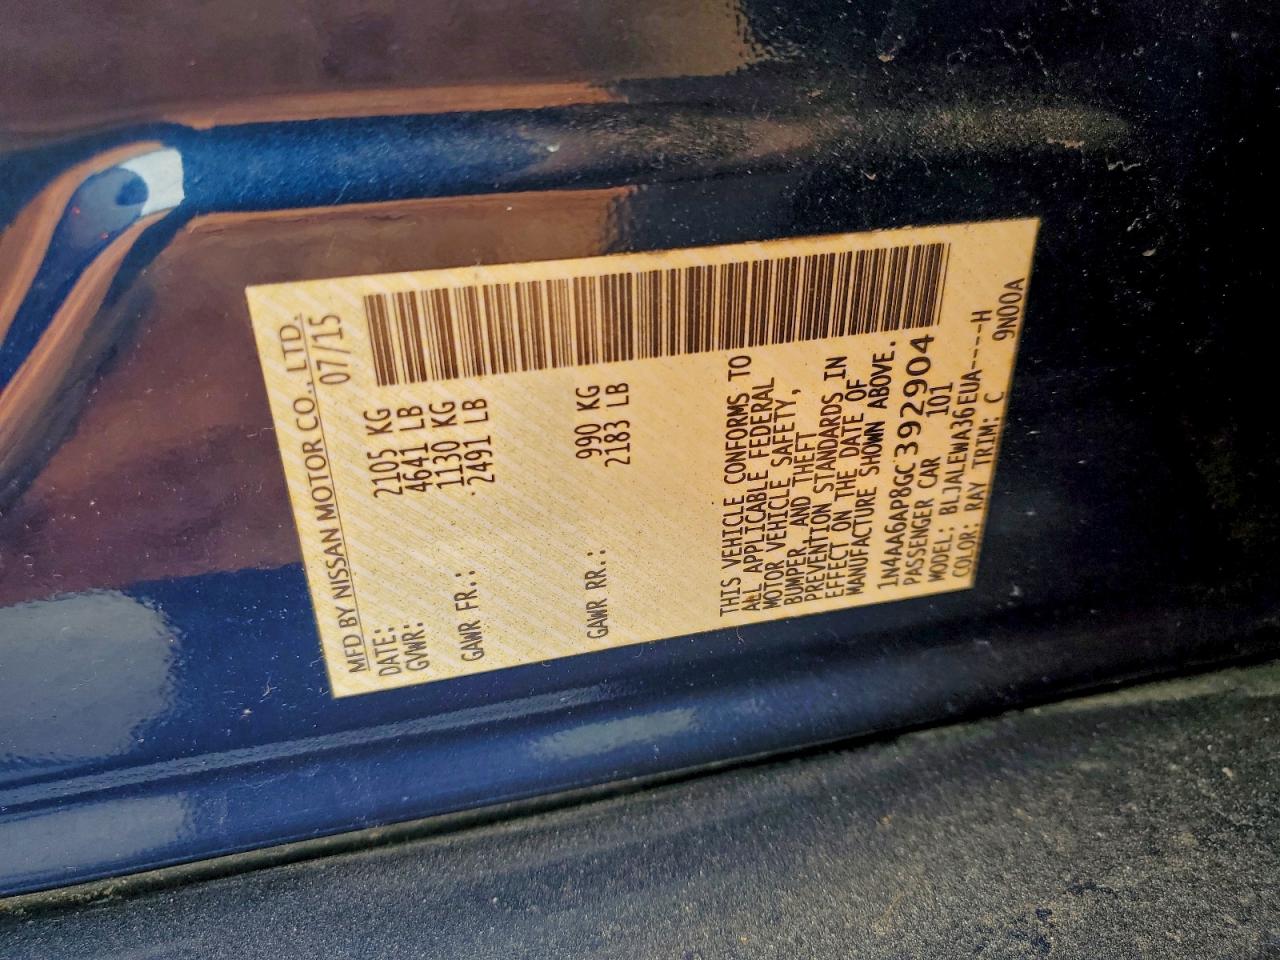 MFD BY NISSAN MOTOR CO., LTD.
DATE: 07/15
GVWR: 2105 KG
4641 LB
GAWR FR.: 1130 KG
2491 LB
GAWR RR.: 990 KG
2183 LB
THIS VEHICLE CONFORMS TO
ALL APPLICABLE FEDERAL
MOTOR VEHICLE SAFETY,
BUMPER, AND THEFT
PREVENTION STANDARDS IN
EFFECT ON THE DATE OF
MANUFACTURE SHOWN ABOVE.
1N4AA6AP8GC392904
PASSENGER CAR 101
MODEL: BLJALEWA36EUA----H
COLOR: RAY TRIM: C 9N00A